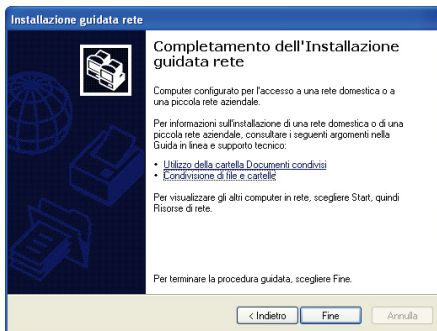 Installazione guidata rete
Completamento dell'Installazione
guidata rete
Computer configurato per l'accesso a una rete domestica o a
una piccola rete aziendale.
Per informazioni sull'installazione di una rete domestica o di una
piccola rete aziendale, consultare i seguenti argomenti nella
Guida in linea e supporto tecnico:
• Utilizzo della cartella Documenti condivisi
• Condivisione di file e cartelle
Per visualizzare gli altri computer in rete, scegliere Start, quindi
Risorse di rete.
Per terminare la procedura guidata, scegliere Fine.
< Indietro
Fine
Annulla